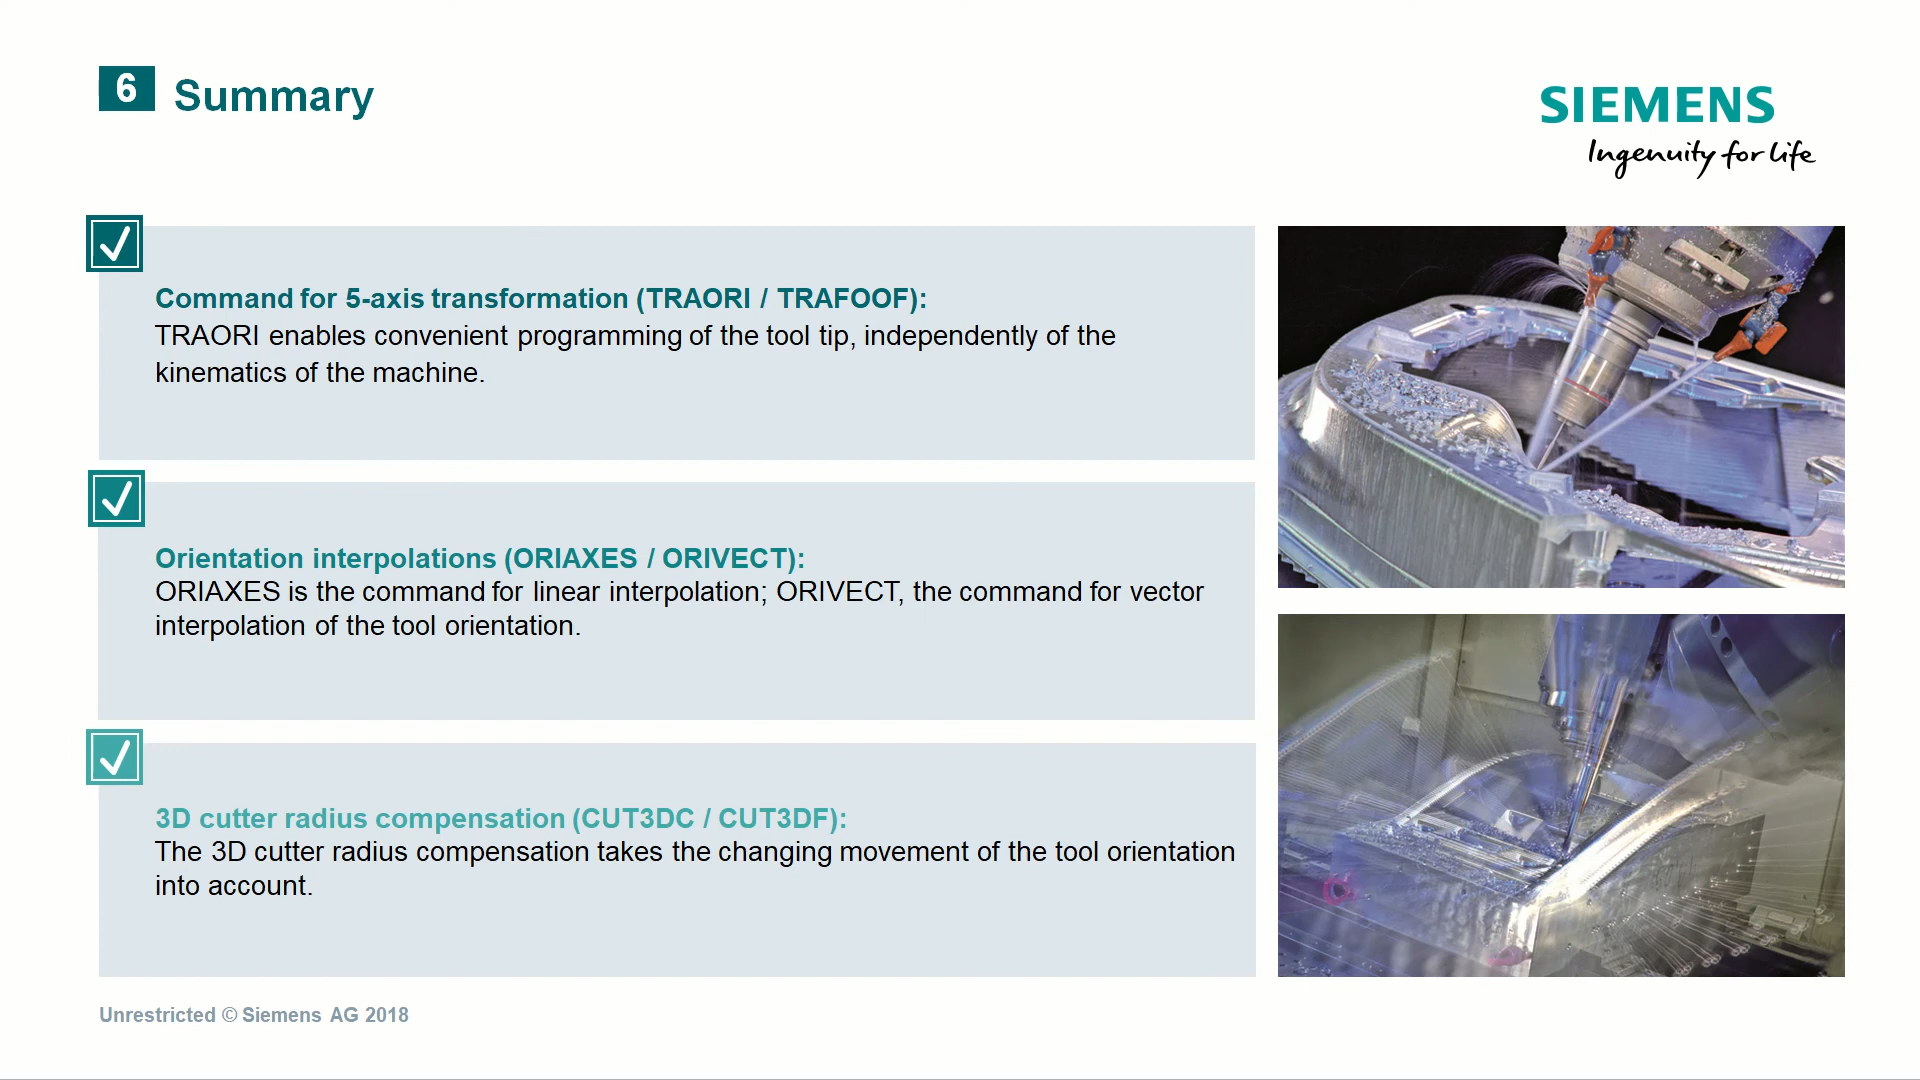 6 Summary
SIEMENS
Ingenuity for life
Command for 5-axis transformation (TRAORI / TRAFOOF):
TRAORI enables convenient programming of the tool tip, independently of the
kinematics of the machine.
Orientation interpolations (ORIAXES / ORIVECT):
ORIAXES is the command for linear interpolation; ORIVECT, the command for vector
interpolation of the tool orientation.
3D cutter radius compensation (CUT3DC / CUT3DF):
The 3D cutter radius compensation takes the changing movement of the tool orientation
into account.
Unrestricted © Siemens AG 2018